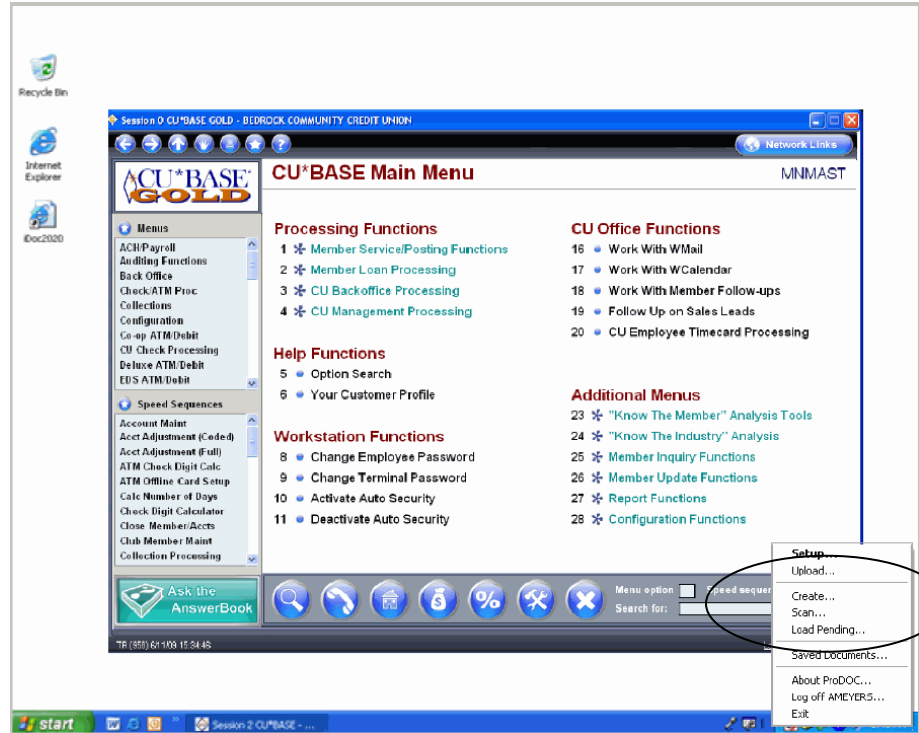 Recycle Bin
Internet
Explorer
iDoc2020
Session 0 CU*BASE GOLD - BEDROCK COMMUNITY CREDIT UNION
Network Links
CU*BASE
GOLD
CU*BASE Main Menu
MNMAST
Menus
ACH/Payroll
Auditing Functions
Back Office
Check/ATM Proc
Collections
Configuration
Co-op ATM/Debit
CU Check Processing
Deluxe ATM/Debit
EDS ATM/Debit
Speed Sequences
Account Maint
Acct Adjustment (Coded)
Acct Adjustment (Full)
ATM Check Digit Calc
ATM Offline Card Setup
Calc Number of Days
Check Digit Calculator
Close Member/Accts
Club Member Maint
Collection Processing
Ask the
AnswerBook
Processing Functions
1 Member Service/Posting Functions
2 Member Loan Processing
3 CU Backoffice Processing
4 CU Management Processing
Help Functions
5 Option Search
6 Your Customer Profile
Workstation Functions
8 Change Employee Password
9 Change Terminal Password
10 Activate Auto Security
11 Deactivate Auto Security
CU Office Functions
16 Work With WMail
17 Work With WCalendar
18 Work With Member Follow-ups
19 Follow Up on Sales Leads
20 CU Employee Timecard Processing
Additional Menus
23 "Know The Member" Analysis Tools
24 "Know The Industry" Analysis
25 Member Inquiry Functions
26 Member Update Functions
27 Report Functions
28 Configuration Functions
Menu option
Speed seque
Search for:
TR (958) 6/11/09 15:34:46
Setup...
Upload...
Create...
Scan...
Load Pending...
Saved Documents...
About ProDOC...
Log off AMEYERS...
Exit
start
Session 2 CU*BASE - ...